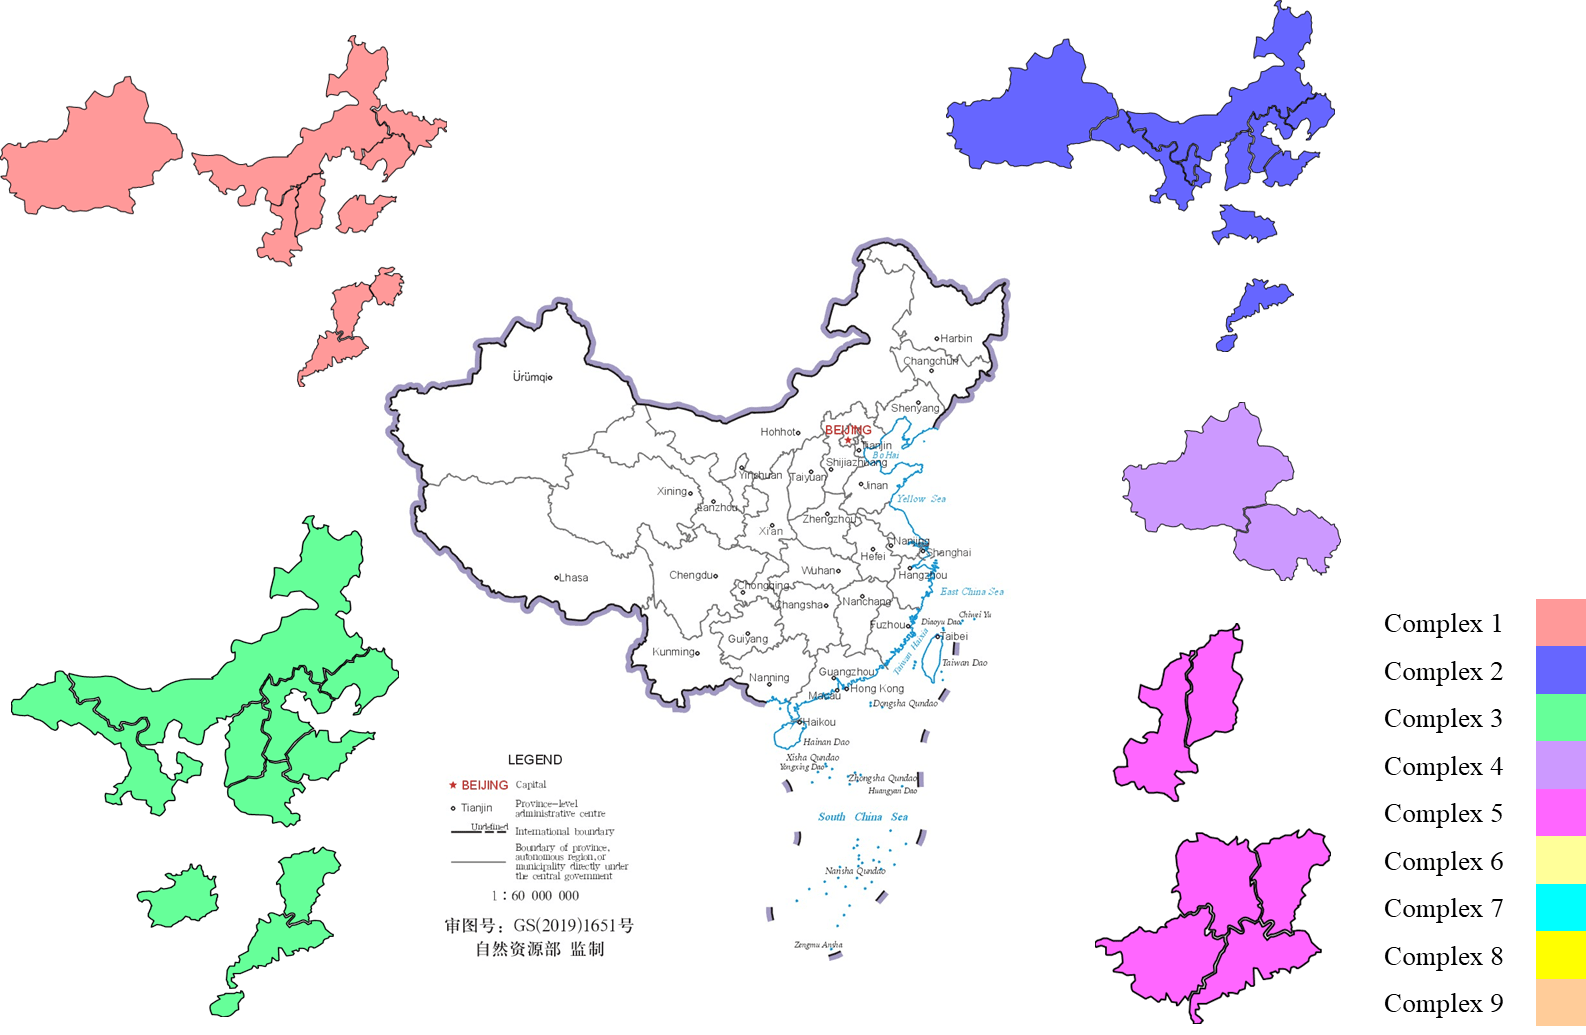 Harbin
Changchun
Ürümqi
Shenyang
BEIJING
Hohhot
Tianjin
Bo Hai
Shijiazhuang
Yinchuan
Taiyuan
Jinan
Xining
Lanzhou
Yellow Sea
Zhengzhou
Xi'an
Nanjing
Hefei
Shanghai
Lhasa
Chengdu
Wuhan
Hangzhou
Chongqing
East China Sea
Changsha
Nanchang
Chiwei Yu
Diaoyu Dao
Fuzhou
Guiyang
Taibei
Taiwan Haixia
Kunming
Taiwan Dao
Guangzhou
Nanning
Hong Kong
Macau
Dongsha Qundao
Haikou
Hainan Dao
Xisha Qundao
Yongxing Dao
Zhongsha Qundao
Huangyan Dao
South China Sea
Nansha Qundao
Zengmu Ansha
LEGEND
BEIJING Capital
Tianjin Province-level
administrative centre
Undefined International boundary
Boundary of province,
autonomous region, or
municipality directly under
the central government
1:60 000 000
审图号：GS(2019)1651号
自然资源部 监制
Complex 1
Complex 2
Complex 3
Complex 4
Complex 5
Complex 6
Complex 7
Complex 8
Complex 9